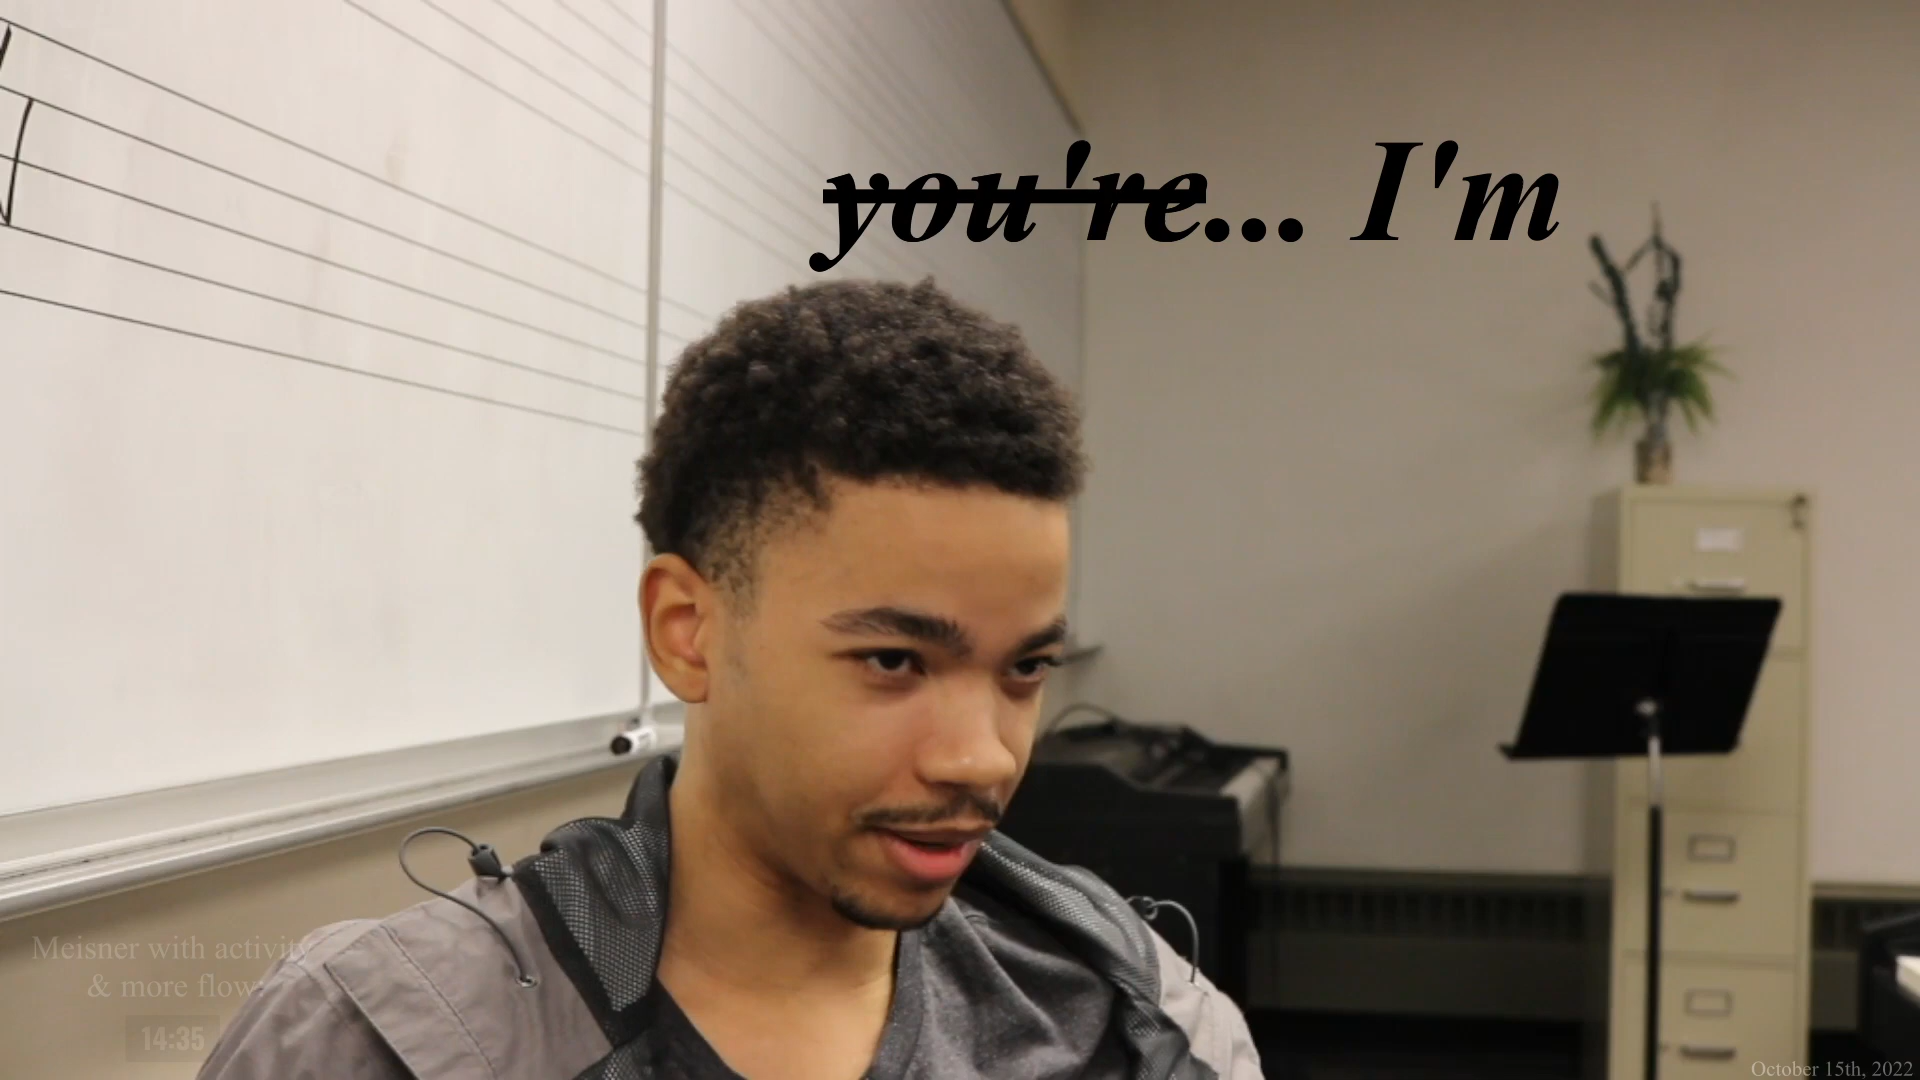 you're... I'm
Meisner with activity
& more flow:
14:35
October 15th, 2022